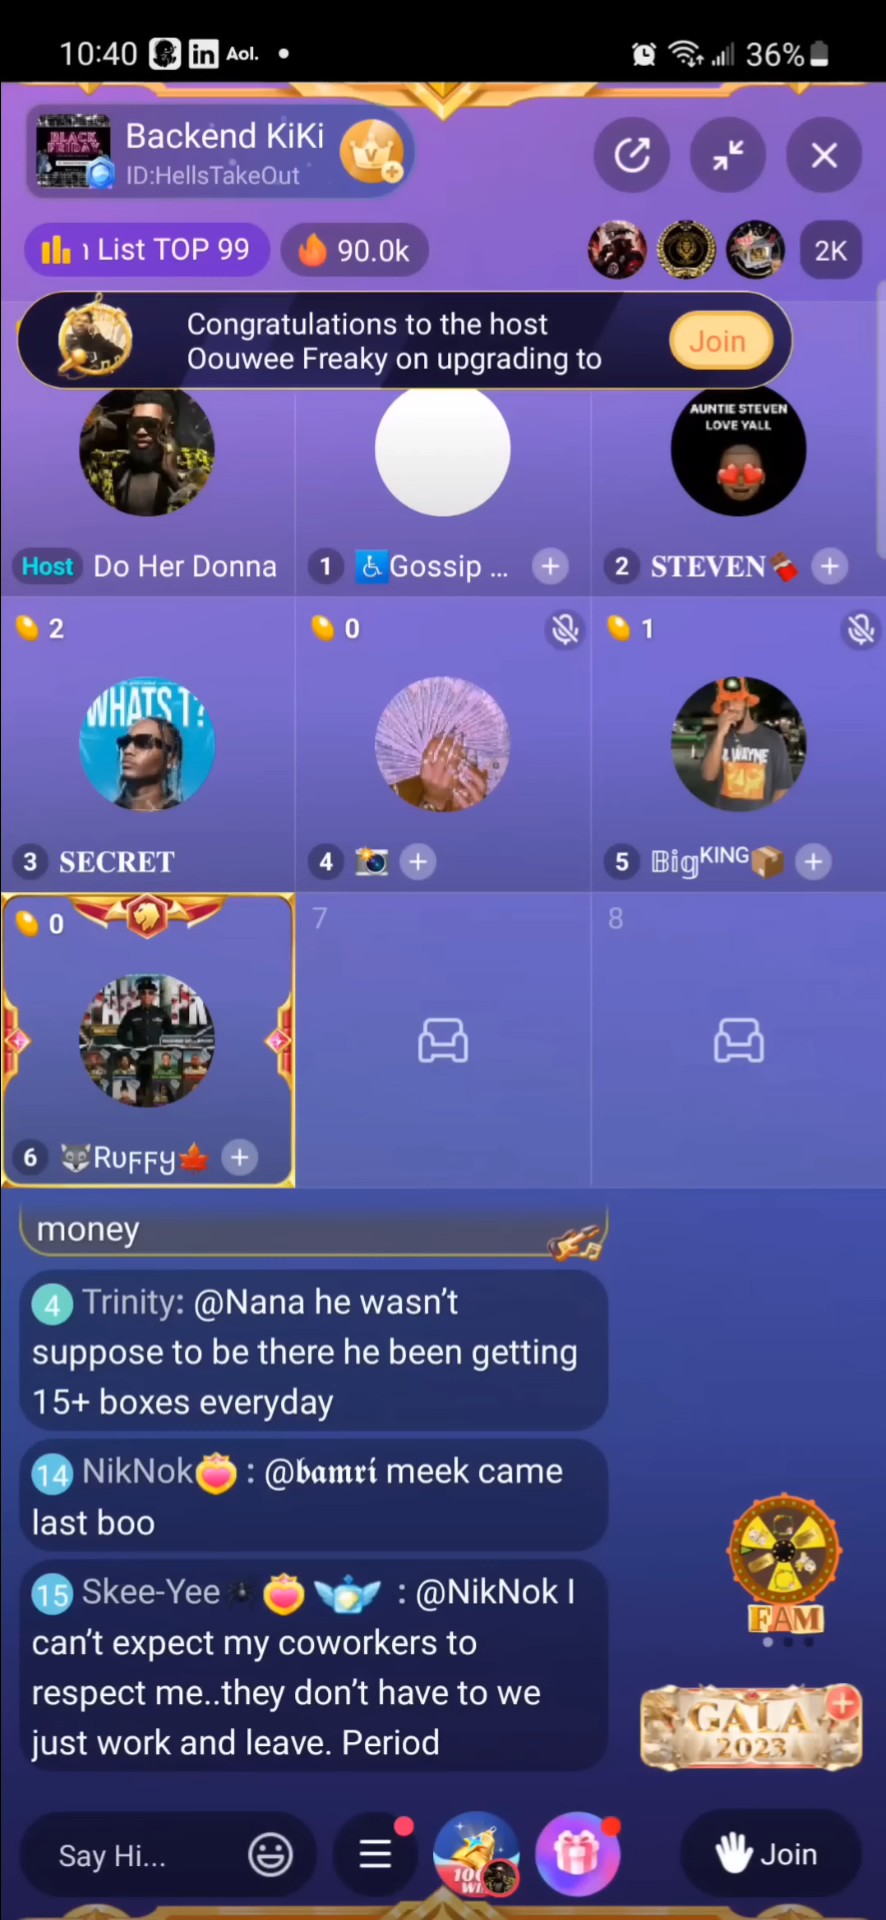 10:40 in Aol. 36%
Backend KiKi
ID:HellsTakeOut
List TOP 99 90.0k 2K
Congratulations to the host
Oouwee Freaky on upgrading to
Join
AUNTIE STEVEN
LOVE YALL
Host Do Her Donna
1 Gossip ...
2 STEVEN
2 0 1
WHATS T?
WAYNE
3 SECRET
4
5 BigKING
0 7 8
6 Ruffy
money
4 Trinity: @Nana he wasn't
suppose to be there he been getting
15+ boxes everyday
14 NikNok : @bamrí meek came
last boo
15 Skee-Yee : @NikNok I
can't expect my coworkers to
respect me..they don't have to we
just work and leave. Period
FAM
GALA
2023
Say Hi... Join